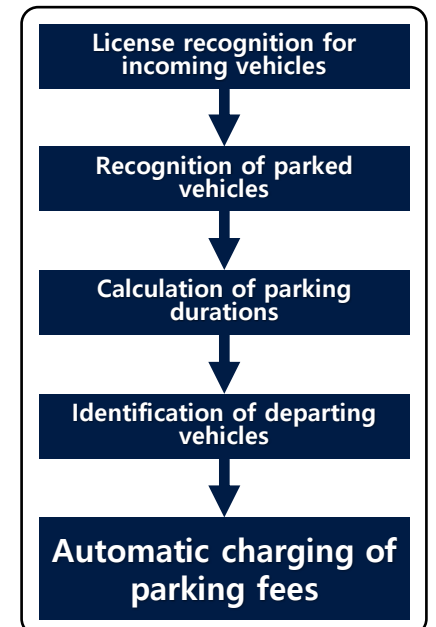 License recognition for
incoming vehicles
Recognition of parked
vehicles
Calculation of parking
durations
Identification of departing
vehicles
Automatic charging of
parking fees